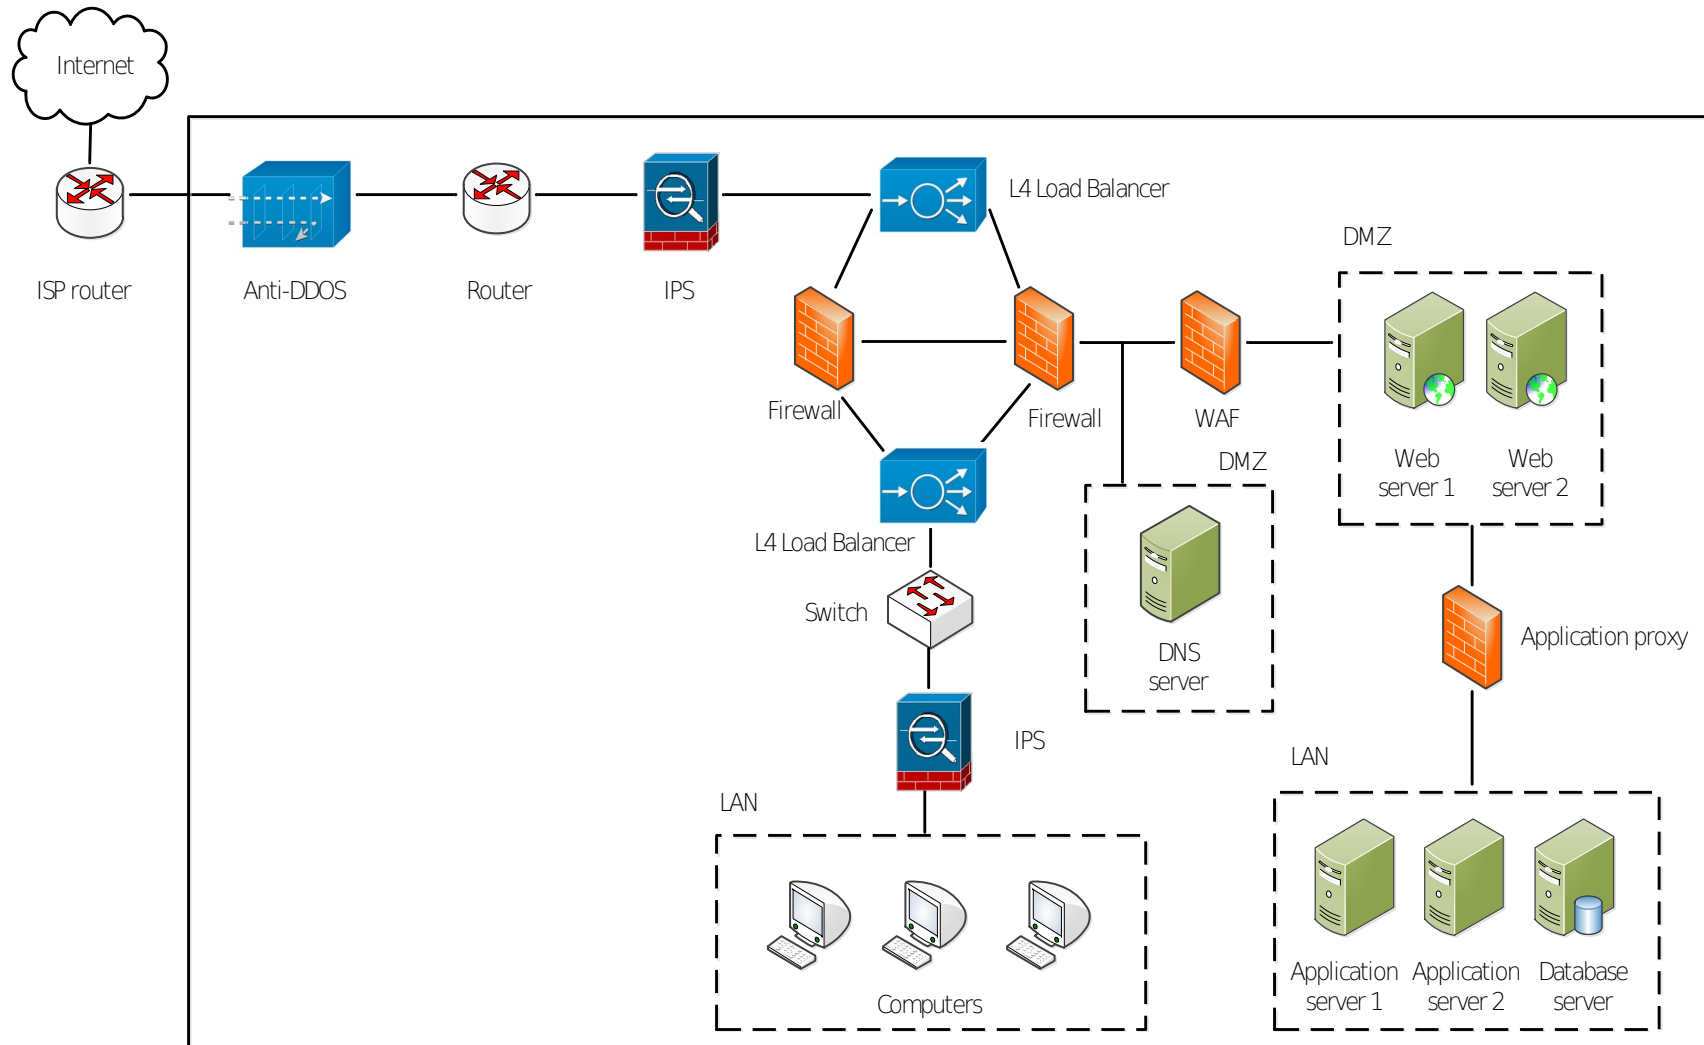 Internet
L4 Load Balancer
DMZ
ISP router
Anti-DDOS
Router
IPS
Firewall
Firewall
WAF
DMZ
Web
server 1
Web
server 2
L4 Load Balancer
Switch
DNS
server
Application proxy
IPS
LAN
LAN
Computers
Application
server 1
Application
server 2
Database
server